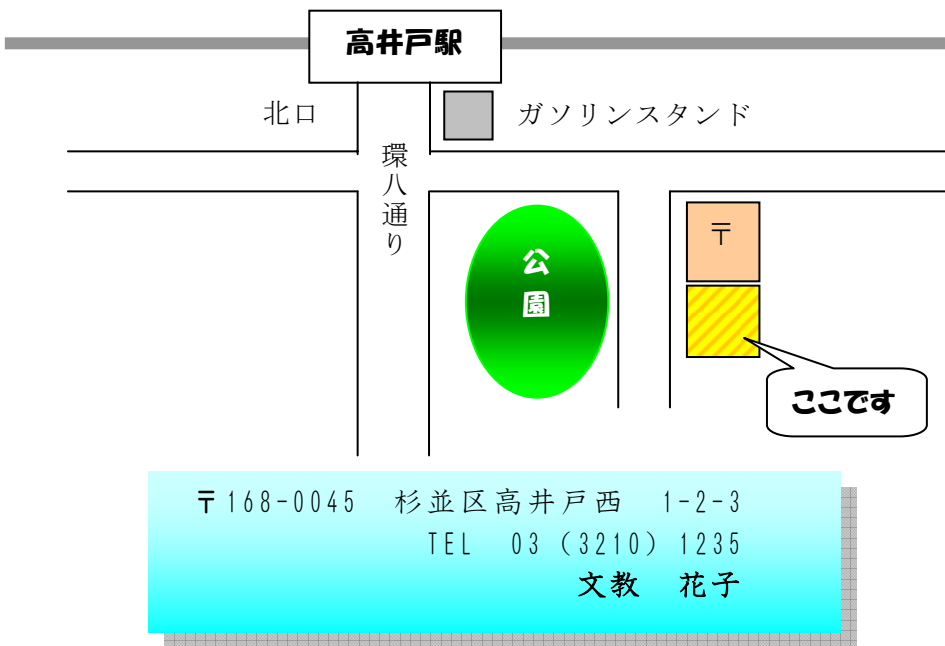 高井戸駅
北口
ガソリンスタンド
環八通り
公園
〒
ここです
〒168-0045 杉並区高井戸西 1-2-3
TEL 03（3210）1235
文教 花子